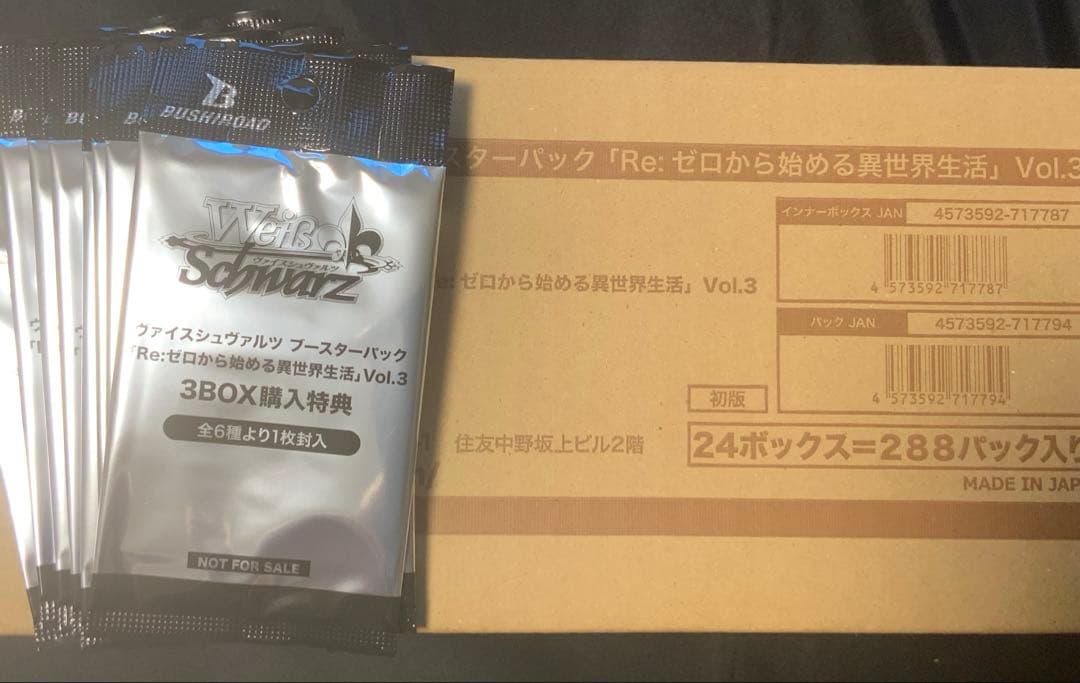 BUSHIROAD
Weiß
ヴァイスシュヴァルツ
Schwarz
ヴァイスシュヴァルツ ブースターパック
「Re:ゼロから始める異世界生活」Vol.3
3BOX購入特典
全6種より1枚封入
NOT FOR SALE
スターパック「Re: ゼロから始める異世界生活」Vol.3
インナーボックス JAN 4573592-717787
4 573592 717787
e: ゼロから始める異世界生活」 Vol.3
パック JAN 4573592-717794
4 573592 717794
初版
住友中野坂上ビル2階
24ボックス=288パック入り
MADE IN JAP